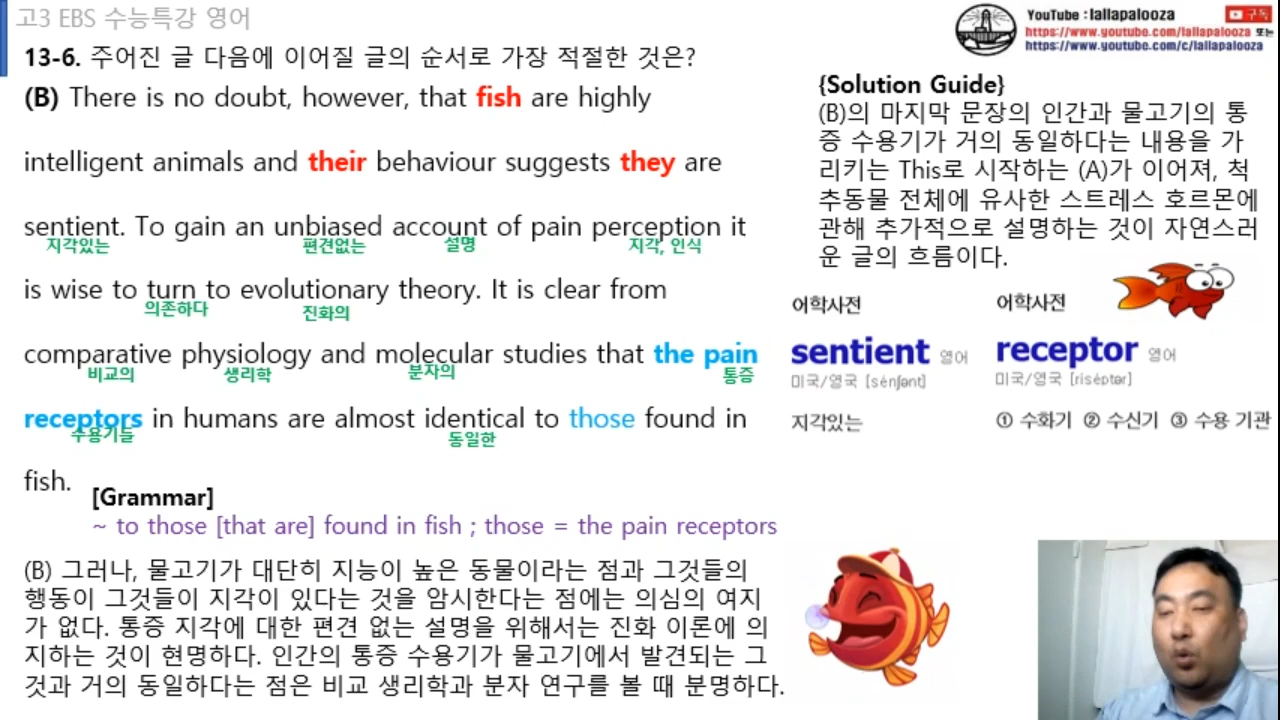 고3 EBS 수능특강 영어
YouTube : lallapalooza
구독
https://www.youtube.com/lallapalooza 또는
https://www.youtube.com/c/lallapalooza
13-6. 주어진 글 다음에 이어질 글의 순서로 가장 적절한 것은?
(B) There is no doubt, however, that fish are highly
intelligent animals and their behaviour suggests they are
sentient. To gain an unbiased account of pain perception it
지각있는 편견없는 설명 지각, 인식
is wise to turn to evolutionary theory. It is clear from
의존하다 진화의
comparative physiology and molecular studies that the pain
비교의 생리학 분자의 통증
receptors in humans are almost identical to those found in
수용기들 동일한
fish.
[Grammar]
~ to those [that are] found in fish ; those = the pain receptors
(B) 그러나, 물고기가 대단히 지능이 높은 동물이라는 점과 그것들의
행동이 그것들이 지각이 있다는 것을 암시한다는 점에는 의심의 여지
가 없다. 통증 지각에 대한 편견 없는 설명을 위해서는 진화 이론에 의
지하는 것이 현명하다. 인간의 통증 수용기가 물고기에서 발견되는 그
것과 거의 동일하다는 점은 비교 생리학과 분자 연구를 볼 때 분명하다.
{Solution Guide}
(B)의 마지막 문장의 인간과 물고기의 통
증 수용기가 거의 동일하다는 내용을 가
리키는 This로 시작하는 (A)가 이어져, 척
추동물 전체에 유사한 스트레스 호르몬에
관해 추가적으로 설명하는 것이 자연스러
운 글의 흐름이다.
어학사전
sentient 영어
미국/영국 [sénʃənt]
지각있는
어학사전
receptor 영어
미국/영국 [riséptər]
① 수화기 ② 수신기 ③ 수용 기관